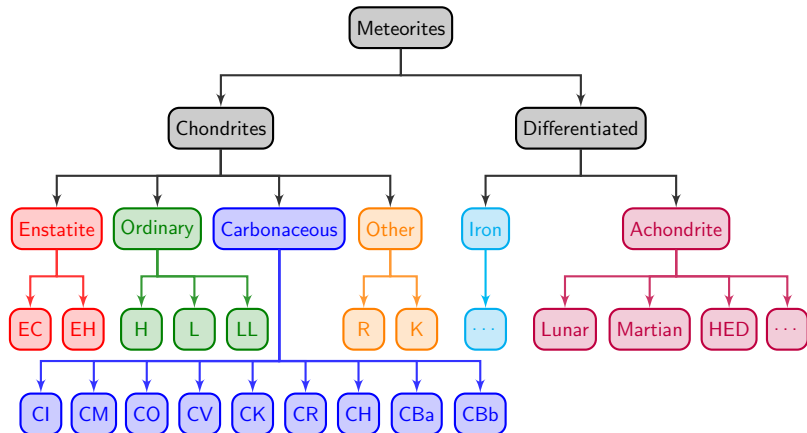 Meteorites
Chondrites Differentiated
Enstatite Ordinary Carbonaceous Other Iron Achondrite
EC EH H L LL R K ... Lunar Martian HED ...
CI CM CO CV CK CR CH CBa CBb